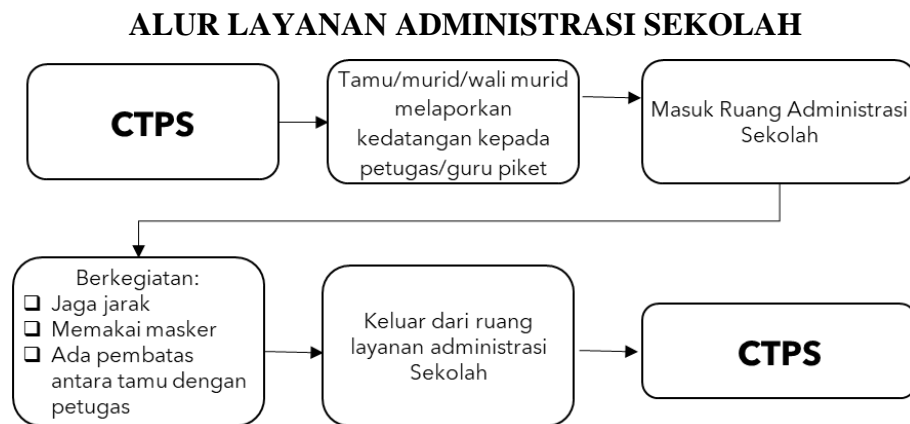 ALUR LAYANAN ADMINISTRASI SEKOLAH
CTPS
Tamu/murid/wali murid
melaporkan
kedatangan kepada
petugas/guru piket
Masuk Ruang Administrasi
Sekolah
Berkegiatan:
❑ Jaga jarak
❑ Memakai masker
❑ Ada pembatas
antara tamu dengan
petugas
Keluar dari ruang
layanan administrasi
Sekolah
CTPS